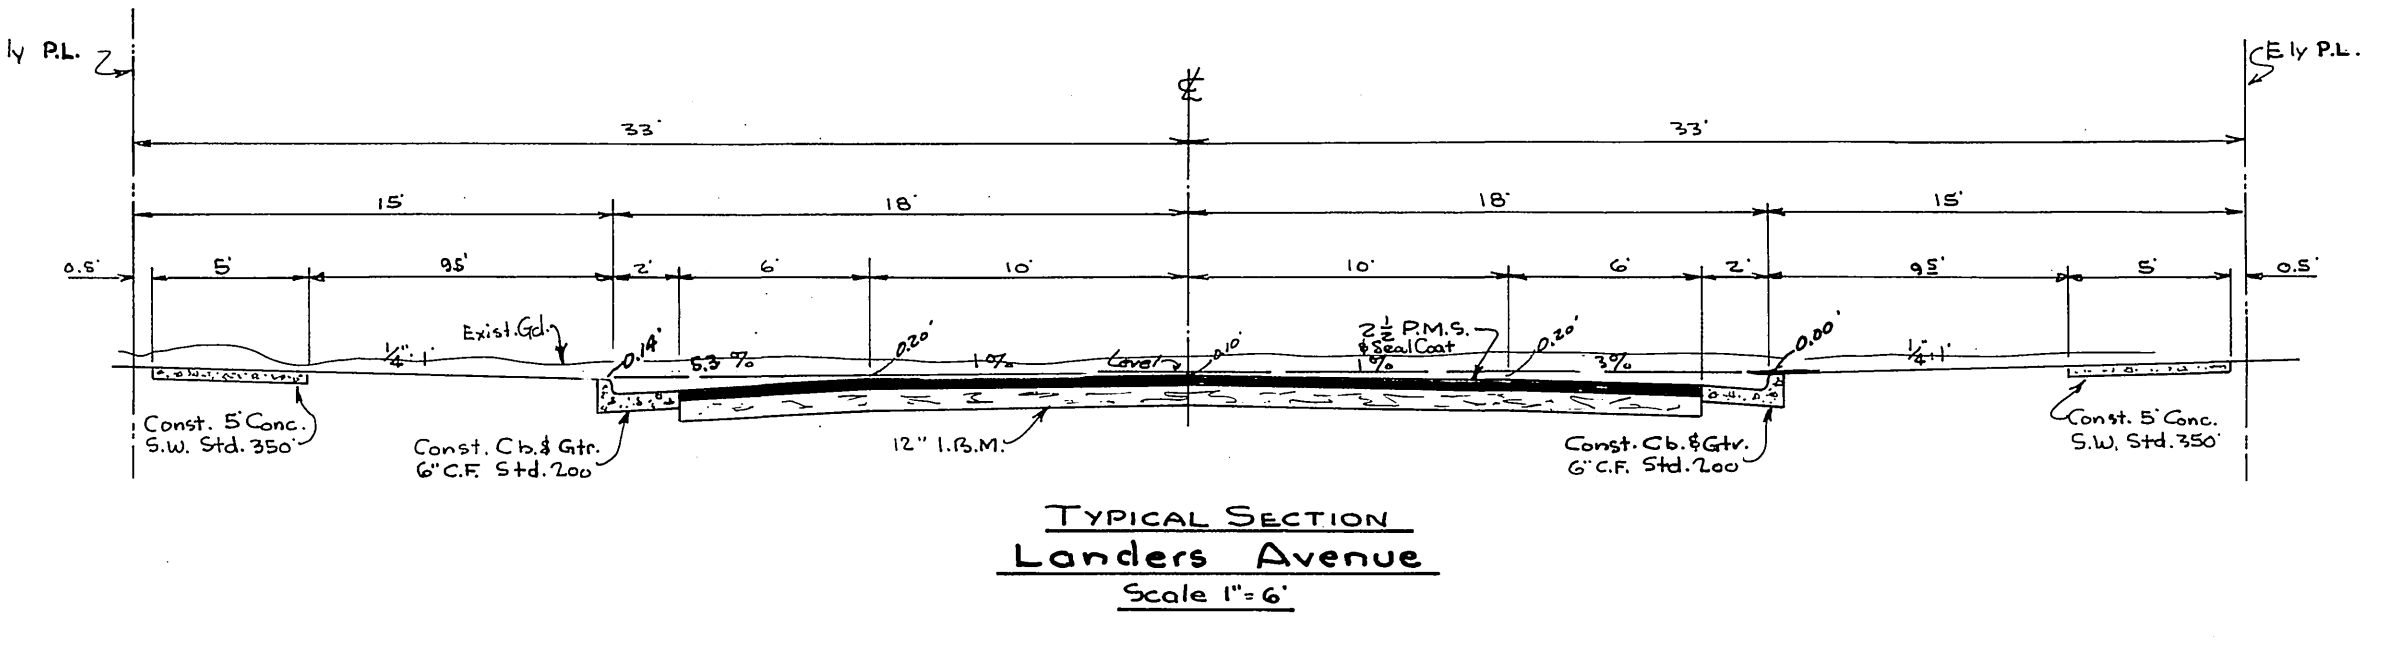 ly P.L.
E'ly P.L.
℄
33'
33'
15'
18'
18'
15'
0.5'
5'
9.5'
2'
6'
10'
10'
6'
2'
9.5'
5'
0.5'
Exist. Gd.
1/4":1'
0.14'
5.3 %
0.20'
1 %
Level
0.10'
2 1/2" P.M.S.
& Seal Coat
1 %
0.20'
3%
0.00'
1/4":1'
Const. 5' Conc.
S.W. Std. 350
Const. Cb. & Gtr.
6" C.F. Std. 200
12" I.B.M.
Const. Cb. & Gtr.
6" C.F. Std. 200
Const. 5' Conc.
S.W. Std. 350
TYPICAL SECTION
Landers Avenue
Scale 1" = 6'